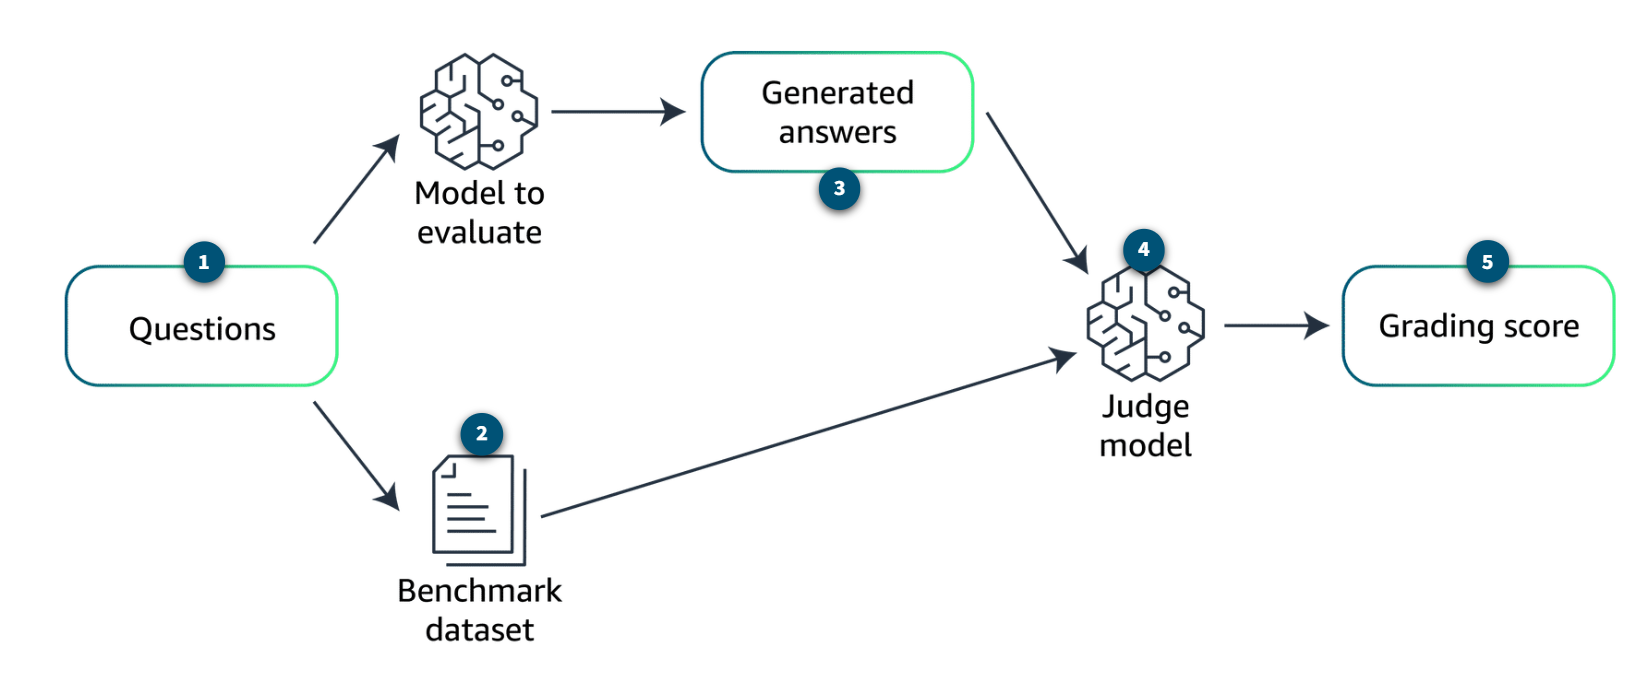 1
Questions
Model to
evaluate
2
Benchmark
dataset
Generated
answers
3
4
Judge
model
5
Grading score